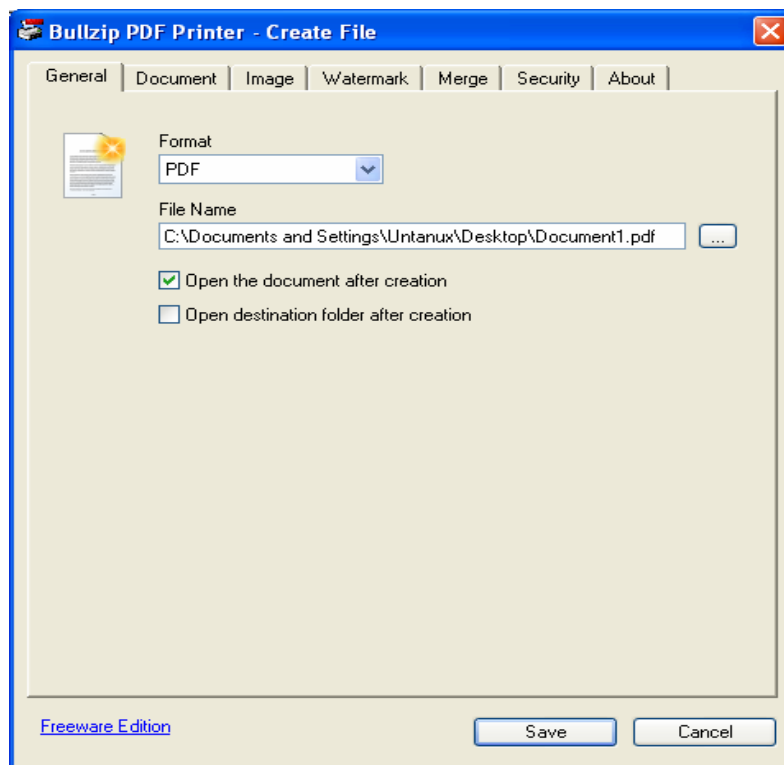 Bullzip PDF Printer - Create File
General Document Image Watermark Merge Security About
Format
PDF
File Name
C:\Documents and Settings\Untanux\Desktop\Document1.pdf ...
Open the document after creation
Open destination folder after creation
Freeware Edition Save Cancel